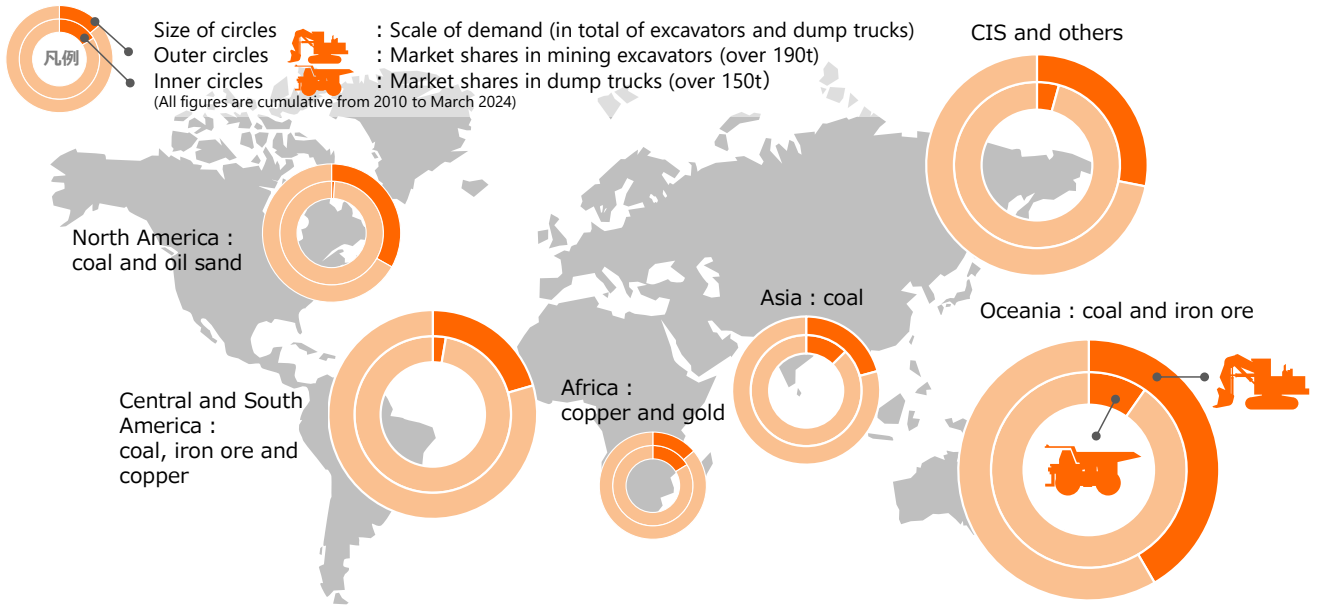 凡例
Size of circles : Scale of demand (in total of excavators and dump trucks)
Outer circles : Market shares in mining excavators (over 190t)
Inner circles : Market shares in dump trucks (over 150t)
(All figures are cumulative from 2010 to March 2024)
CIS and others
North America :
coal and oil sand
Asia : coal
Oceania : coal and iron ore
Central and South
America :
coal, iron ore and
copper
Africa :
copper and gold